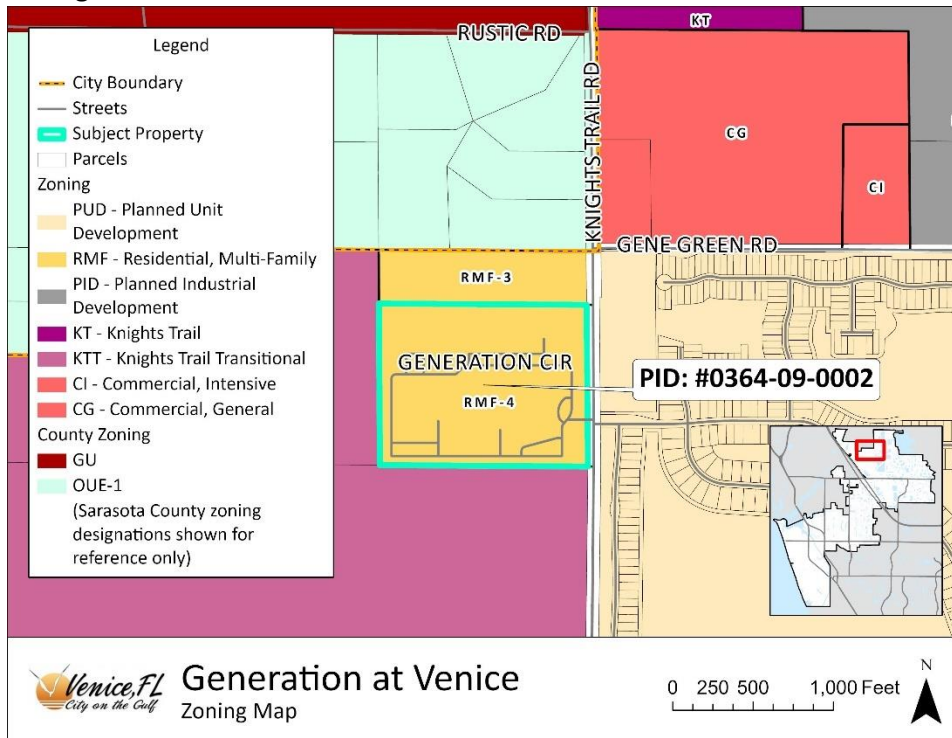 Legend
City Boundary
Streets
Subject Property
Parcels
Zoning
PUD - Planned Unit
Development
RMF - Residential, Multi-Family
PID - Planned Industrial
Development
KT - Knights Trail
KTT - Knights Trail Transitional
CI - Commercial, Intensive
CG - Commercial, General
County Zoning
GU
OUE-1
(Sarasota County zoning
designations shown for
reference only)
RUSTIC RD
KNIGHTS TRAIL RD
KT
CG
CI
GENE GREEN RD
RMF-3
GENERATION CIR
RMF-4
PID: #0364-09-0002
Venice, FL
City on the Gulf
Generation at Venice
Zoning Map
0 250 500 1,000 Feet
N